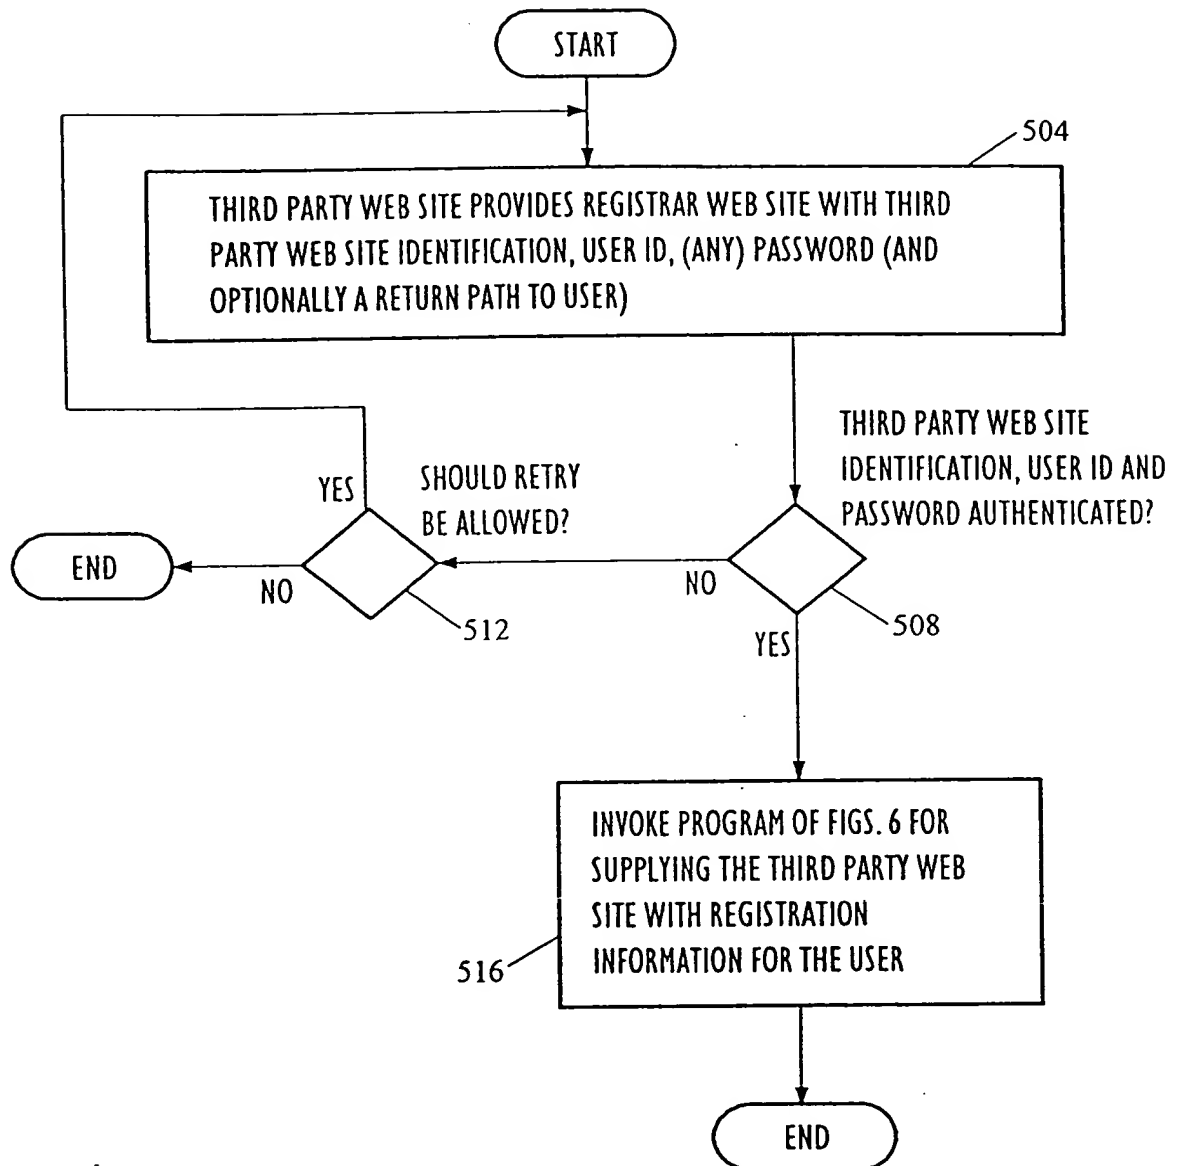 START
504
THIRD PARTY WEB SITE PROVIDES REGISTRAR WEB SITE WITH THIRD
PARTY WEB SITE IDENTIFICATION, USER ID, (ANY) PASSWORD (AND
OPTIONALLY A RETURN PATH TO USER)
THIRD PARTY WEB SITE
IDENTIFICATION, USER ID AND
PASSWORD AUTHENTICATED?
YES
SHOULD RETRY
BE ALLOWED?
END
NO
512
NO
508
YES
INVOKE PROGRAM OF FIGS. 6 FOR
SUPPLYING THE THIRD PARTY WEB
SITE WITH REGISTRATION
INFORMATION FOR THE USER
516
END